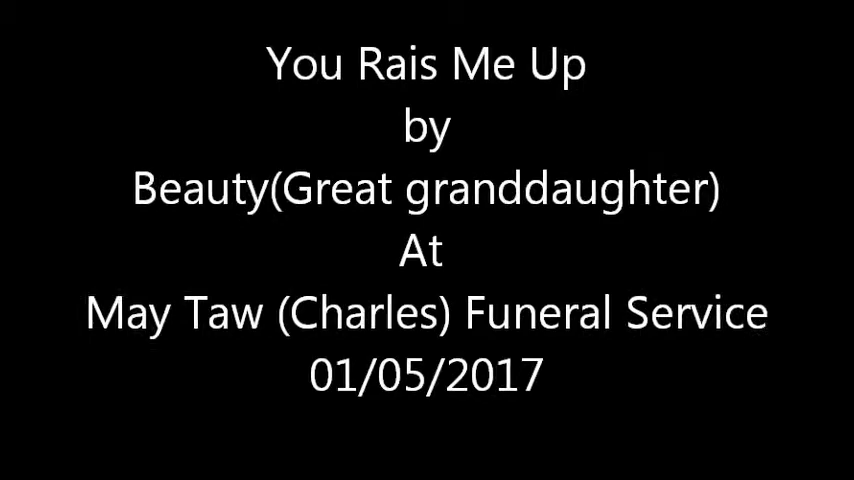 You Rais Me Up
by
Beauty(Great granddaughter)
At
May Taw (Charles) Funeral Service
01/05/2017